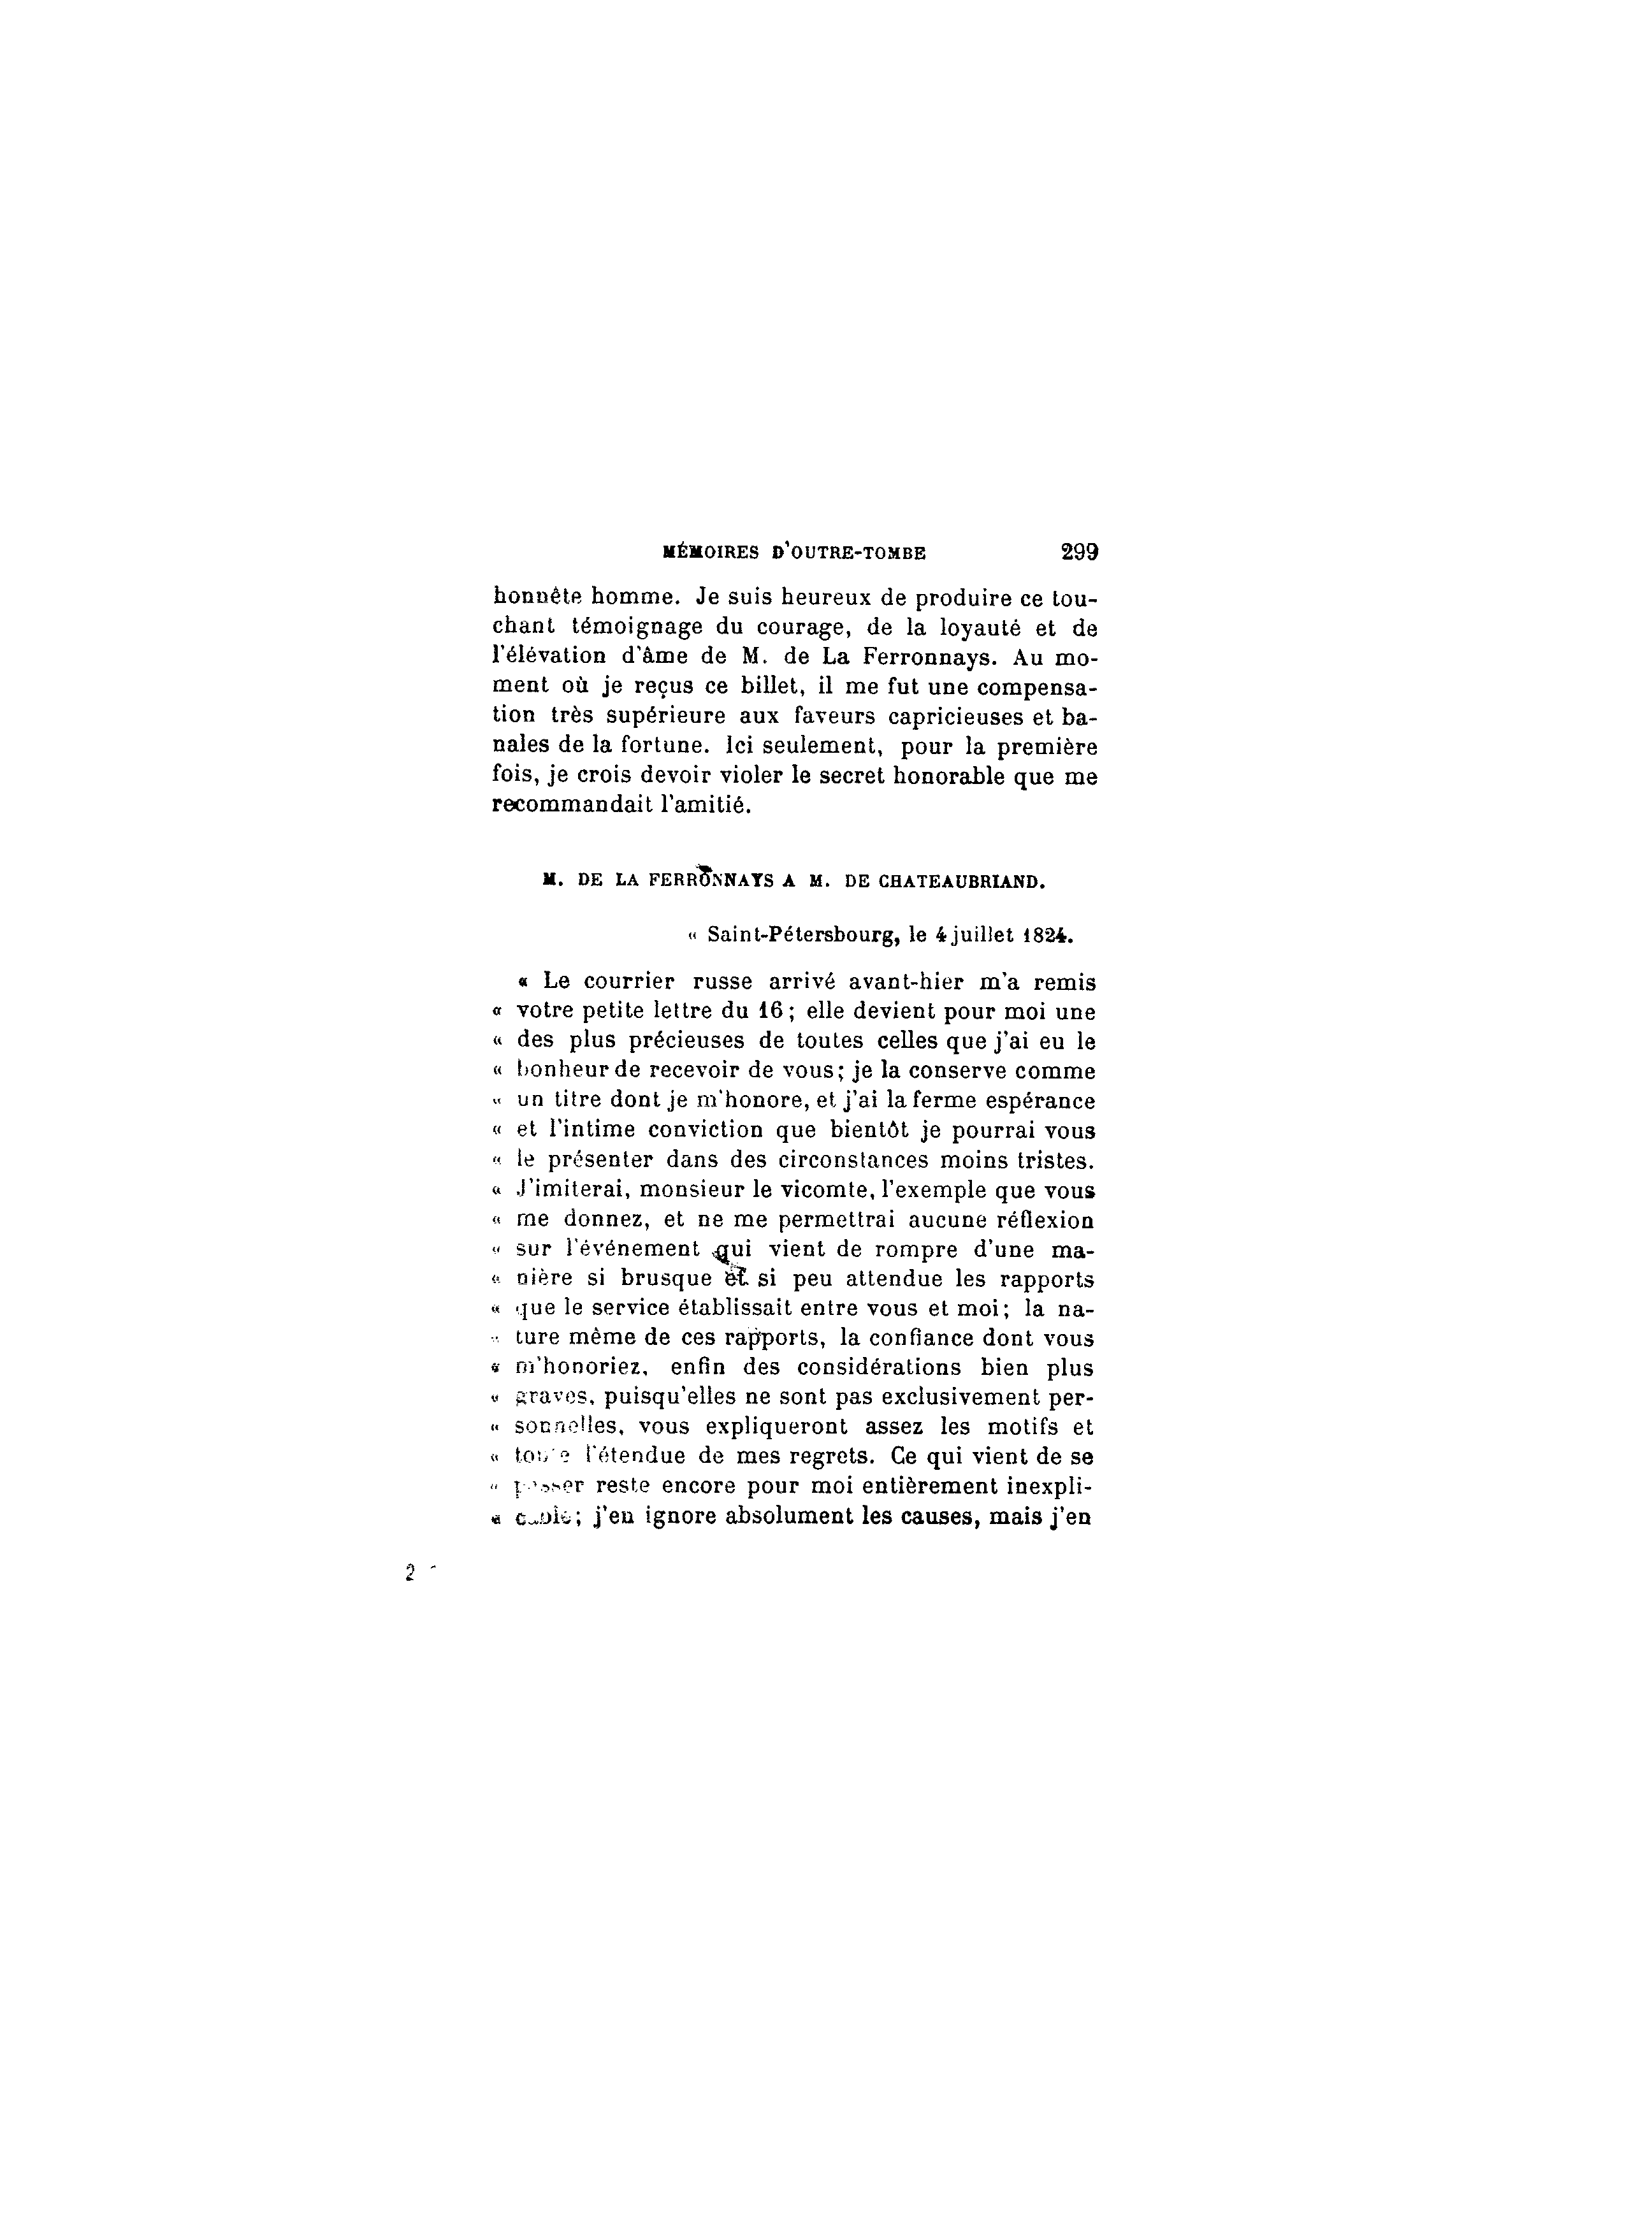 MÉMOIRES D'OUTRE-TOMBE 299
honnête homme. Je suis heureux de produire ce tou-
chant témoignage du courage, de la loyauté et de
l'élévation d'âme de M. de La Ferronnays. Au mo-
ment où je reçus ce billet, il me fut une compensa-
tion très supérieure aux faveurs capricieuses et ba-
nales de la fortune. Ici seulement, pour la première
fois, je crois devoir violer le secret honorable que me
recommandait l'amitié.
M. DE LA FERRONNAYS A M. DE CHATEAUBRIAND.
« Saint-Pétersbourg, le 4 juillet 1824.
« Le courrier russe arrivé avant-hier m'a remis
« votre petite lettre du 16; elle devient pour moi une
« des plus précieuses de toutes celles que j'ai eu le
« bonheur de recevoir de vous; je la conserve comme
« un titre dont je m'honore, et j'ai la ferme espérance
« et l'intime conviction que bientôt je pourrai vous
« le présenter dans des circonstances moins tristes.
« J'imiterai, monsieur le vicomte, l'exemple que vous
« me donnez, et ne me permettrai aucune réflexion
« sur l'événement qui vient de rompre d'une ma-
« nière si brusque et si peu attendue les rapports
« que le service établissait entre vous et moi; la na-
« ture même de ces rapports, la confiance dont vous
« m'honoriez, enfin des considérations bien plus
« graves, puisqu'elles ne sont pas exclusivement per-
« sonnelles, vous expliqueront assez les motifs et
« toute l'étendue de mes regrets. Ce qui vient de se
« passer reste encore pour moi entièrement inexpli-
« cable; j'en ignore absolument les causes, mais j'en
2